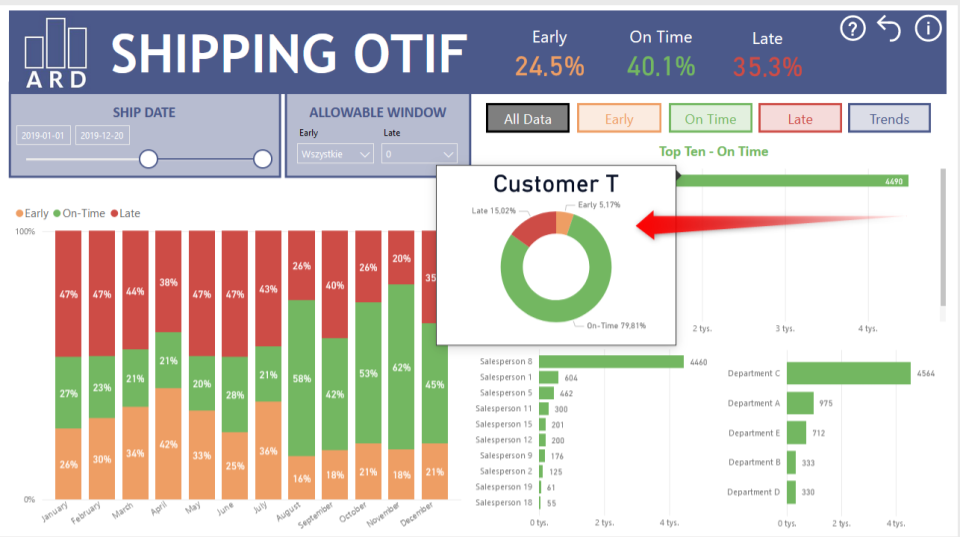 ARD
SHIPPING OTIF
Early
24.5%
On Time
40.1%
Late
35.3%
?
i
SHIP DATE
2019-01-01
2019-12-20
ALLOWABLE WINDOW
Early
Late
Wszystkie
0
All Data
Early
On Time
Late
Trends
Top Ten - On Time
4490
2 tys.
3 tys.
4 tys.
Customer T
Late 15,02%
Early 5,17%
On-Time 79,81%
Early On-Time Late
100%
47% 47% 44% 38% 47% 47% 43% 26% 40% 26% 20% 35
27% 23% 21% 21% 20% 28% 21% 58% 42% 53% 62% 45%
26% 30% 34% 42% 33% 25% 36% 16% 18% 21% 18% 21%
0%
January February March April May June July August September October November December
Salesperson 8 4460
Salesperson 1 604
Salesperson 5 462
Salesperson 11 300
Salesperson 15 201
Salesperson 12 200
Salesperson 9 176
Salesperson 2 125
Salesperson 19 61
Salesperson 18 55
0 tys. 2 tys. 4 tys.
Department C 4564
Department A 975
Department E 712
Department B 333
Department D 330
0 tys. 2 tys. 4 tys.